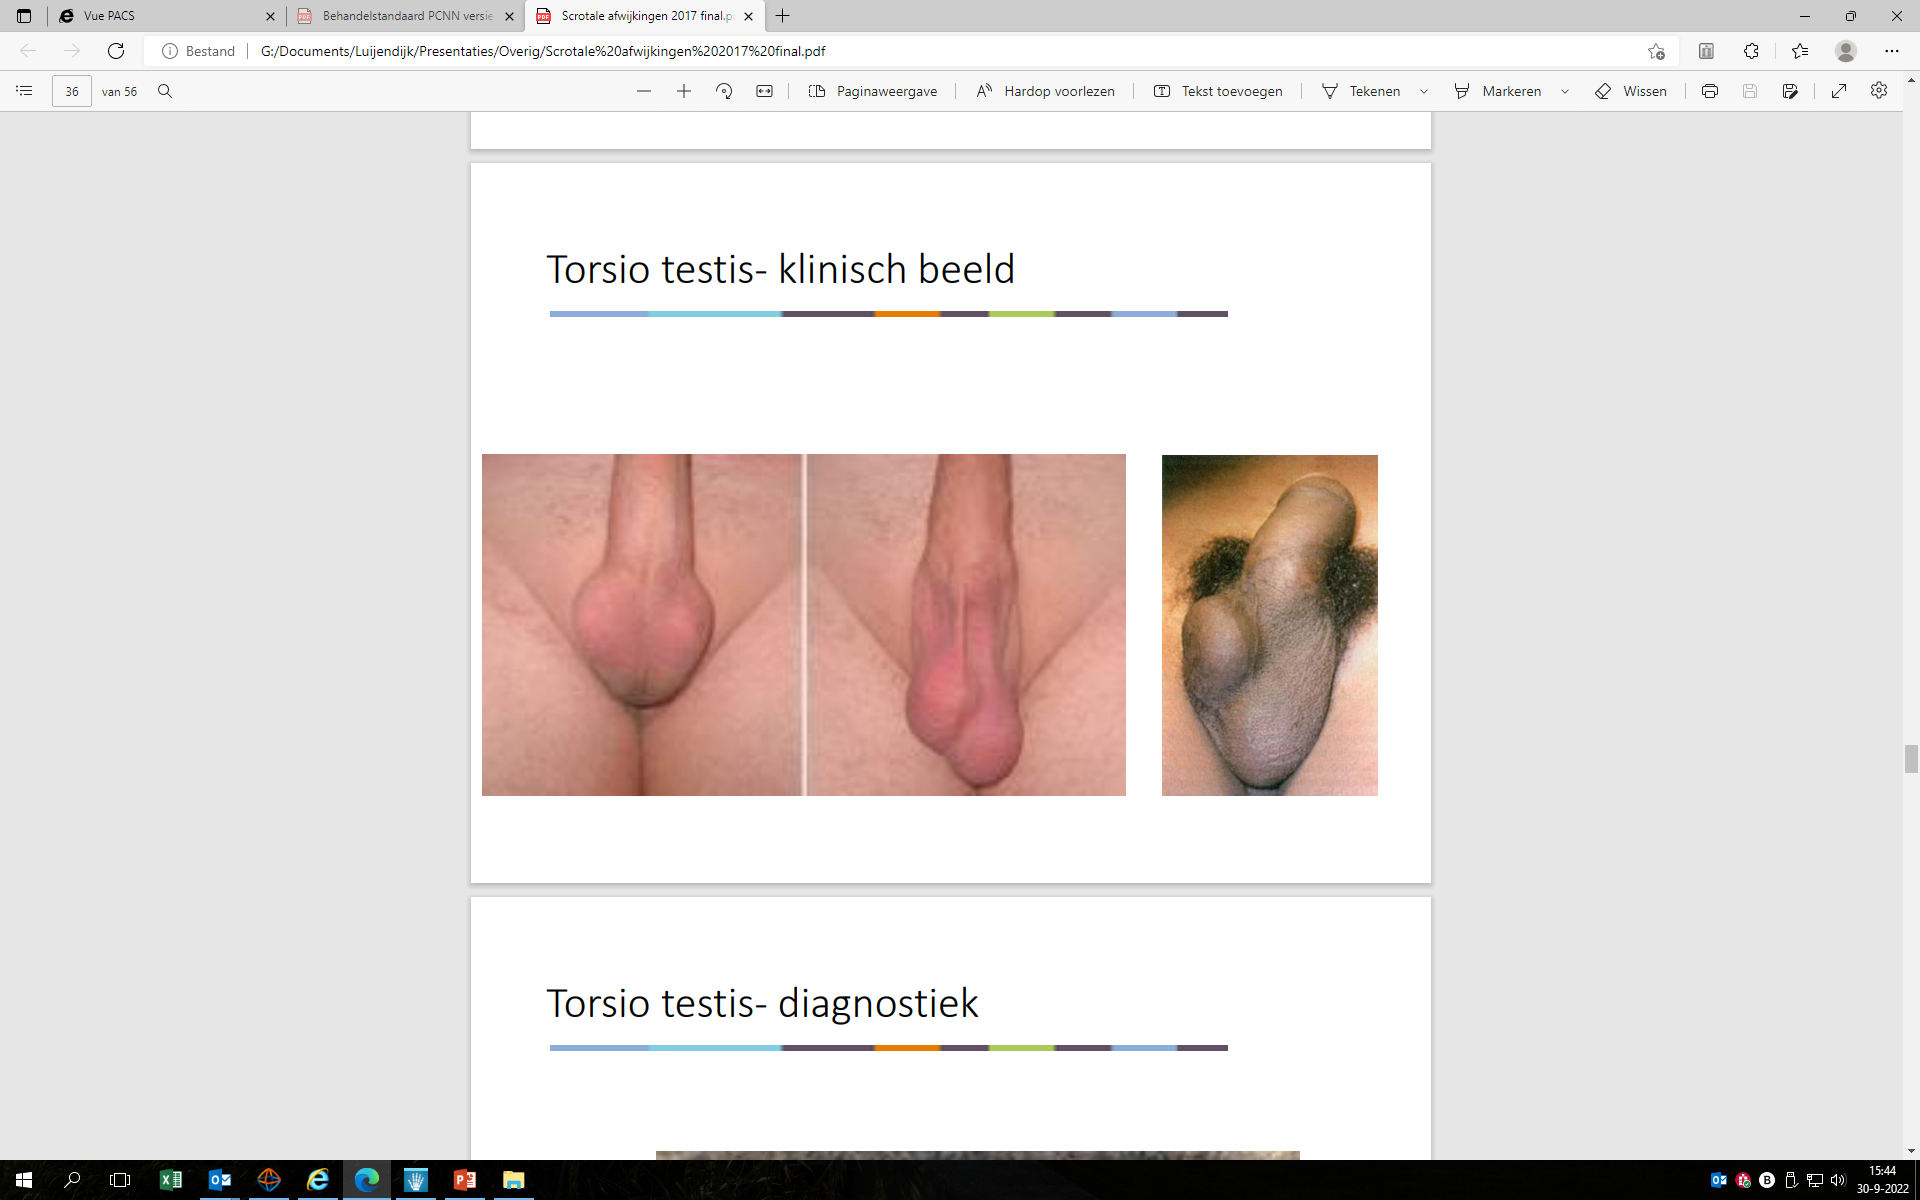 Vue PACS
Behandelstandaard PCNN versie
Scrotale afwijkingen 2017 final.p
Bestand
G:/Documents/Luijendijk/Presentaties/Overig/Scrotale%20afwijkingen%202017%20final.pdf
36 van 56
Paginaweergave
Hardop voorlezen
Tekst toevoegen
Tekenen
Markeren
Wissen
Torsio testis- klinisch beeld
Torsio testis- diagnostiek
15:44
30-9-2022